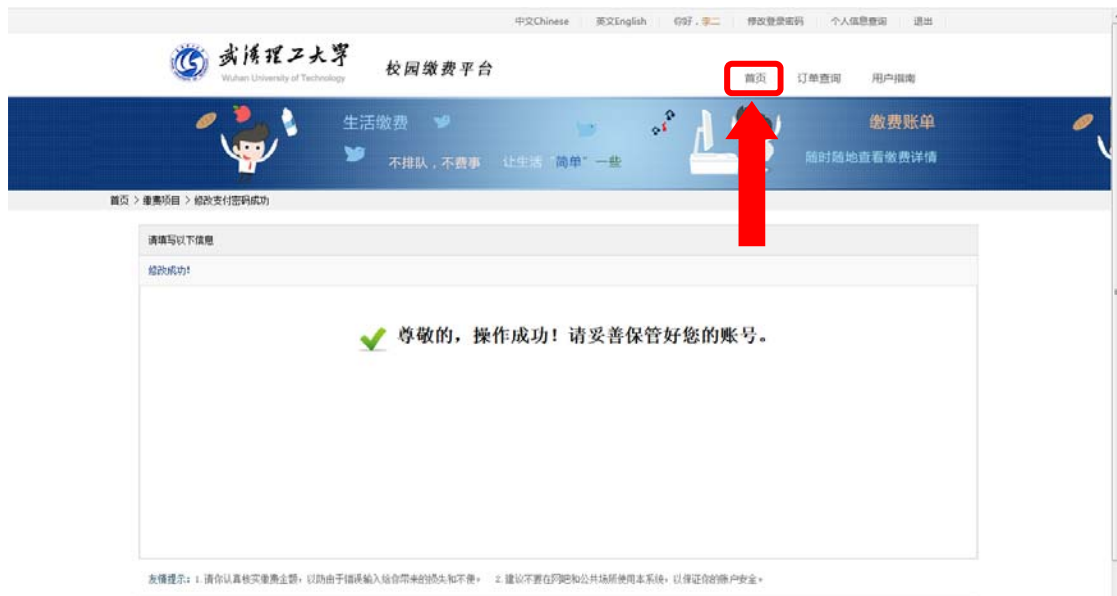 中文Chinese 英文English 你好，李二 修改登录密码 个人信息查询 退出
武汉理工大学
Wuhan University of Technology
校园缴费平台
首页 订单查询 用户指南
生活缴费
不排队，不费事 让生活“简单”一些
缴费账单
随时随地查看缴费详情
首页 > 缴费项目 > 修改支付密码成功
请填写以下信息
修改成功！
尊敬的，操作成功！请妥善保管好您的账号。
友情提示：1. 请你认真核实缴费金额，以防由于错误输入给你带来的损失和不便。 2. 建议不要在网吧和公共场所使用本系统，以保证你的账户安全。